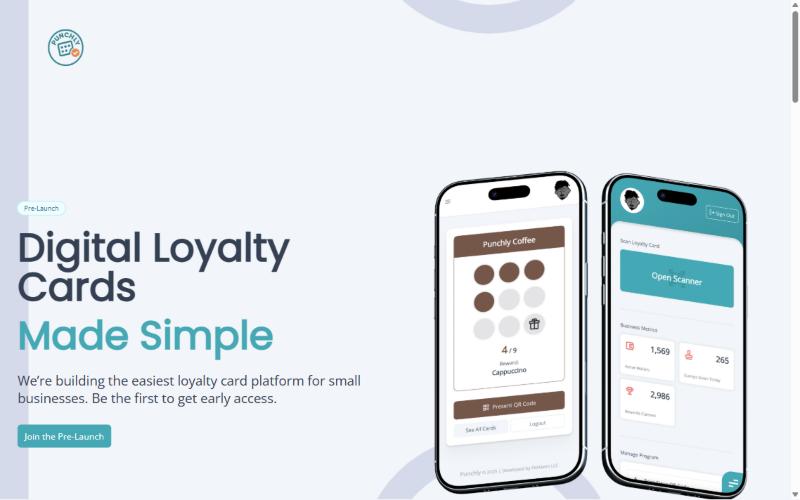 PUNCHLY
Pre-Launch
Digital Loyalty
Cards
Made Simple
We're building the easiest loyalty card platform for small
businesses. Be the first to get early access.
Join the Pre-Launch
Punchly Coffee
4 / 9
Reward:
Cappuccino
Present QR Code
See All Cards
Logout
Sign Out
Scan Loyalty Card
Open Scanner
Business Metrics
1,569
265
2,986
Rewards Claimed
Manage Program